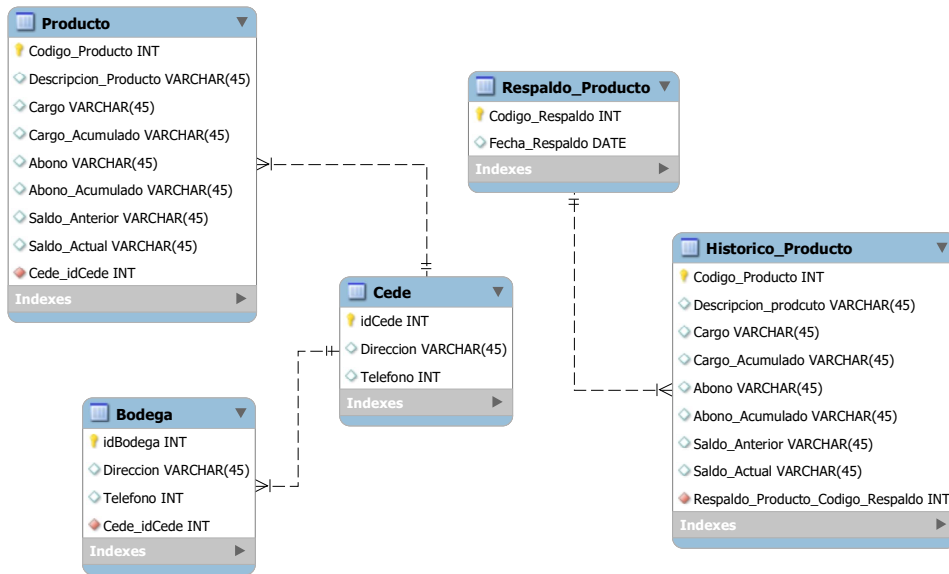 Producto
Codigo_Producto INT
Descripcion_Producto VARCHAR(45)
Cargo VARCHAR(45)
Cargo_Acumulado VARCHAR(45)
Abono VARCHAR(45)
Abono_Acumulado VARCHAR(45)
Saldo_Anterior VARCHAR(45)
Saldo_Actual VARCHAR(45)
Cede_idCede INT
Indexes
Respaldo_Producto
Codigo_Respaldo INT
Fecha_Respaldo DATE
Indexes
Cede
idCede INT
Direccion VARCHAR(45)
Telefono INT
Indexes
Bodega
idBodega INT
Direccion VARCHAR(45)
Telefono INT
Cede_idCede INT
Indexes
Historico_Producto
Codigo_Producto INT
Descripcion_prodcuto VARCHAR(45)
Cargo VARCHAR(45)
Cargo_Acumulado VARCHAR(45)
Abono VARCHAR(45)
Abono_Acumulado VARCHAR(45)
Saldo_Anterior VARCHAR(45)
Saldo_Actual VARCHAR(45)
Respaldo_Producto_Codigo_Respaldo INT
Indexes